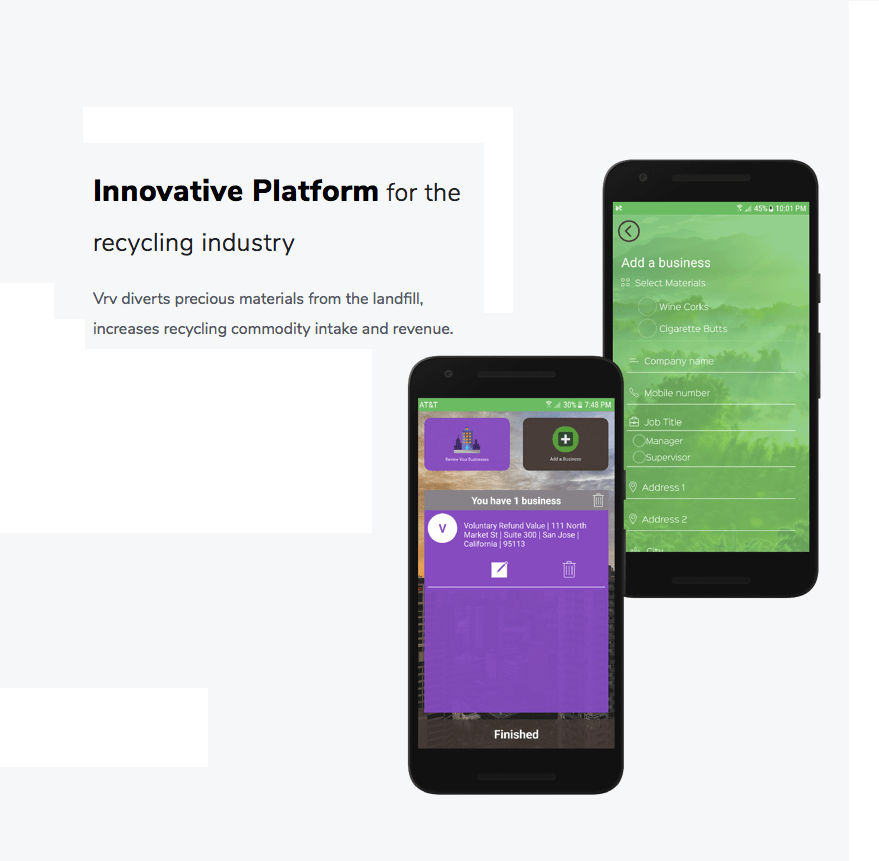 Innovative Platform for the
recycling industry
Vrv diverts precious materials from the landfill,
increases recycling commodity intake and revenue.
45% 10:01 PM
Add a business
Select Materials
Wine Corks
Cigarette Butts
Company name
Mobile number
Job Title
Manager
Supervisor
Address 1
Address 2
City
AT&T 30% 7:48 PM
Review Your Businesses
Add a Business
You have 1 business
V
Voluntary Refund Value | 111 North
Market St | Suite 300 | San Jose |
California | 95113
Finished